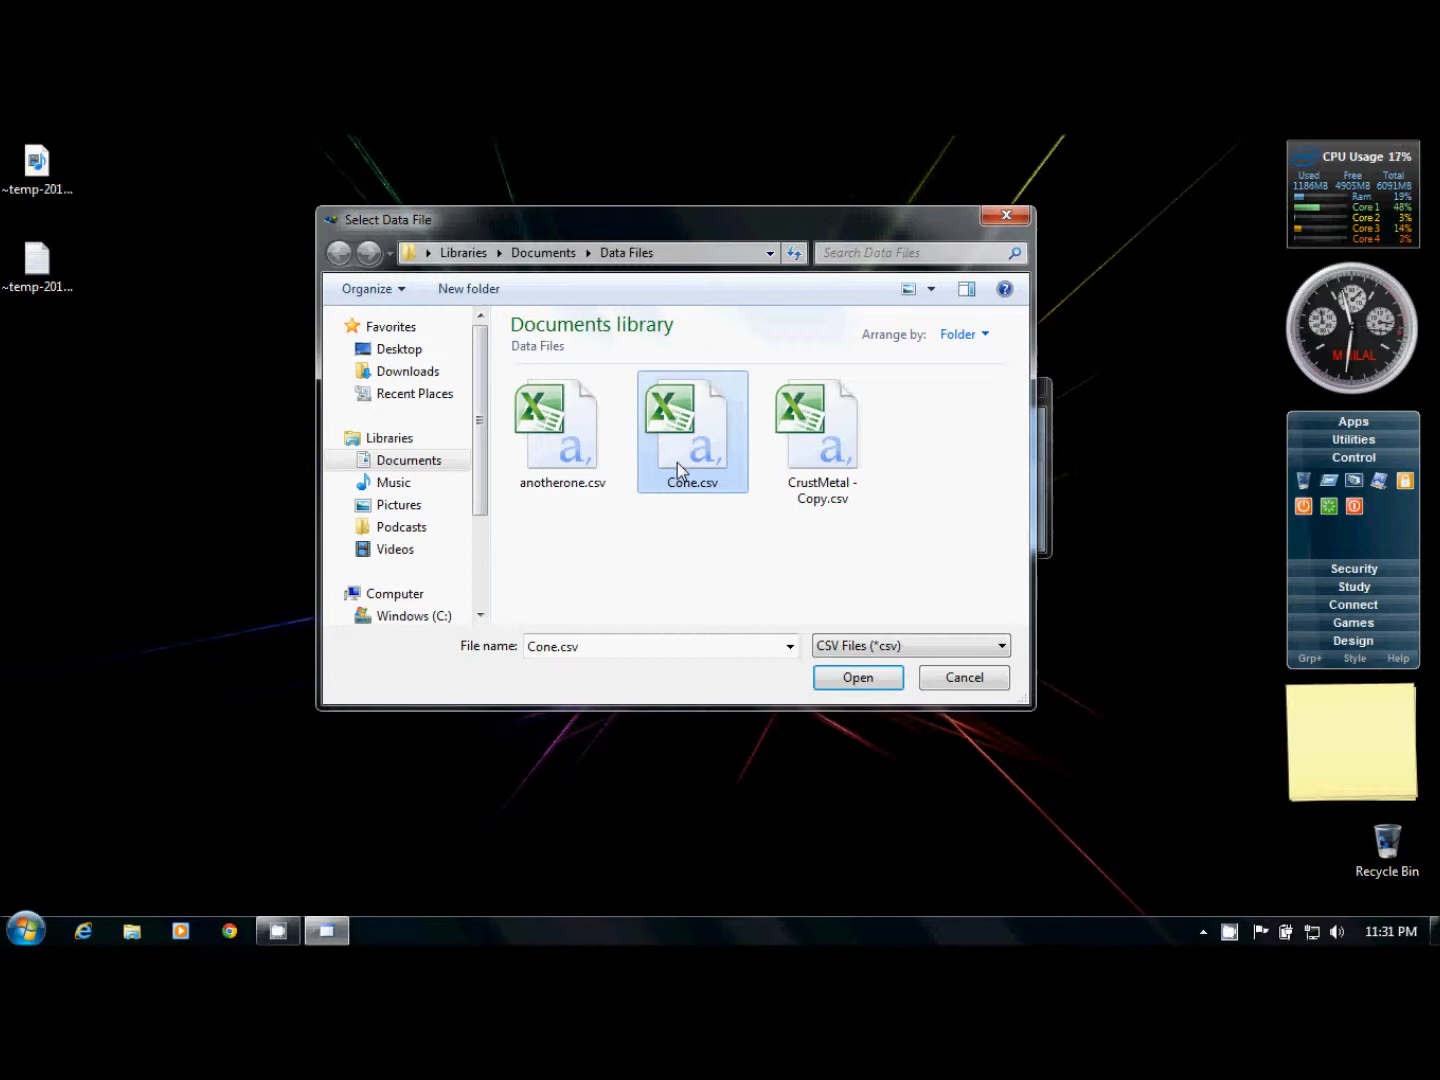 ~temp-201...
~temp-201...
Select Data File
Libraries Documents Data Files
Search Data Files
Organize New folder
Favorites
Desktop
Downloads
Recent Places
Libraries
Documents
Music
Pictures
Podcasts
Videos
Computer
Windows (C:)
Documents library
Data Files
Arrange by: Folder
a,
a,
a,
anotherone.csv
Cone.csv
CrustMetal -
Copy.csv
File name: Cone.csv
CSV Files (*csv)
Open Cancel
CPU Usage 17%
Used Free Total
1186MB 4905MB 6091MB
Ram 19%
Core 1 48%
Core 2 3%
Core 3 14%
Core 4 3%
Apps
Utilities
Control
Security
Study
Connect
Games
Design
Grp+ Style Help
Recycle Bin
11:31 PM